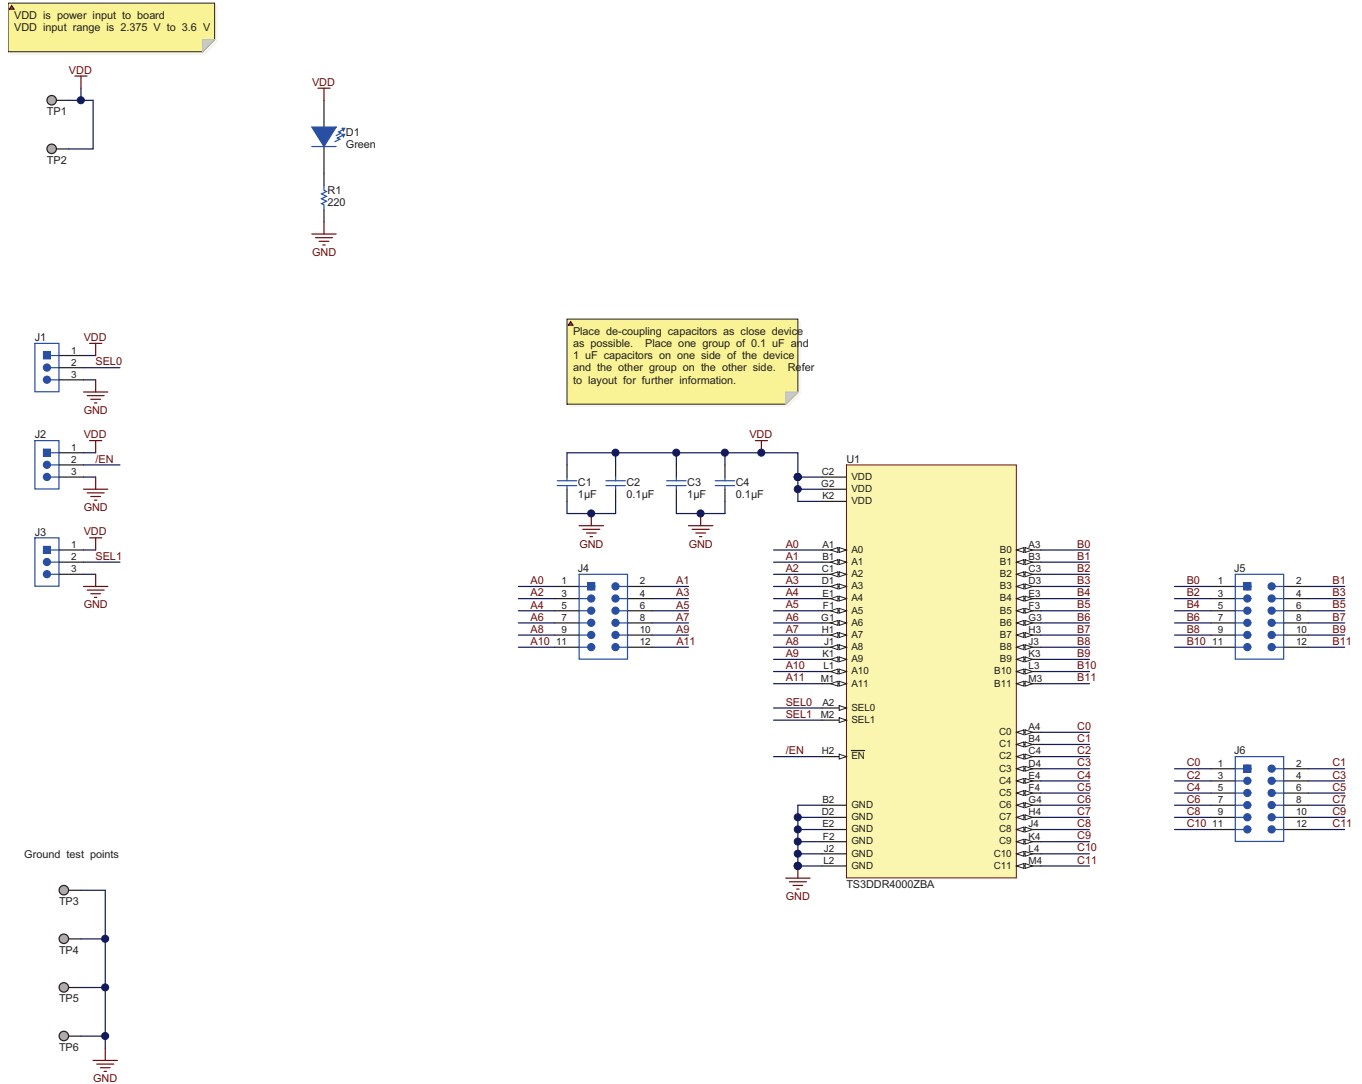 VDD is power input to board
VDD input range is 2.375 V to 3.6 V
VDD
TP1
TP2
VDD
D1
Green
R1
220
GND
J1
VDD
1
2 SEL0
3
GND
J2
VDD
1
2 /EN
3
GND
J3
VDD
1
2 SEL1
3
GND
Place de-coupling capacitors as close device
as possible. Place one group of 0.1 uF and
1 uF capacitors on one side of the device
and the other group on the other side. Refer
to layout for further information.
VDD
C1
1µF
C2
0.1µF
C3
1µF
C4
0.1µF
GND
GND
J4
A0 1 2 A1
A2 3 4 A3
A4 5 6 A5
A6 7 8 A7
A8 9 10 A9
A10 11 12 A11
U1
C2 VDD
G2 VDD
K2 VDD
A0 A1 A0
A1 B1 A1
A2 C1 A2
A3 D1 A3
A4 E1 A4
A5 F1 A5
A6 G1 A6
A7 H1 A7
A8 J1 A8
A9 K1 A9
A10 L1 A10
A11 M1 A11
SEL0 A2 SEL0
SEL1 M2 SEL1
/EN H2 EN
B2 GND
D2 GND
E2 GND
F2 GND
J2 GND
L2 GND
GND
B0 A3 B0
B1 B3 B1
B2 C3 B2
B3 D3 B3
B4 E3 B4
B5 F3 B5
B6 G3 B6
B7 H3 B7
B8 J3 B8
B9 K3 B9
B10 L3 B10
B11 M3 B11
C0 A4 C0
C1 B4 C1
C2 C4 C2
C3 D4 C3
C4 E4 C4
C5 F4 C5
C6 G4 C6
C7 H4 C7
C8 J4 C8
C9 K4 C9
C10 L4 C10
C11 M4 C11
TS3DDR4000ZBA
J5
B0 1 2 B1
B2 3 4 B3
B4 5 6 B5
B6 7 8 B7
B8 9 10 B9
B10 11 12 B11
J6
C0 1 2 C1
C2 3 4 C3
C4 5 6 C5
C6 7 8 C7
C8 9 10 C9
C10 11 12 C11
Ground test points
TP3
TP4
TP5
TP6
GND